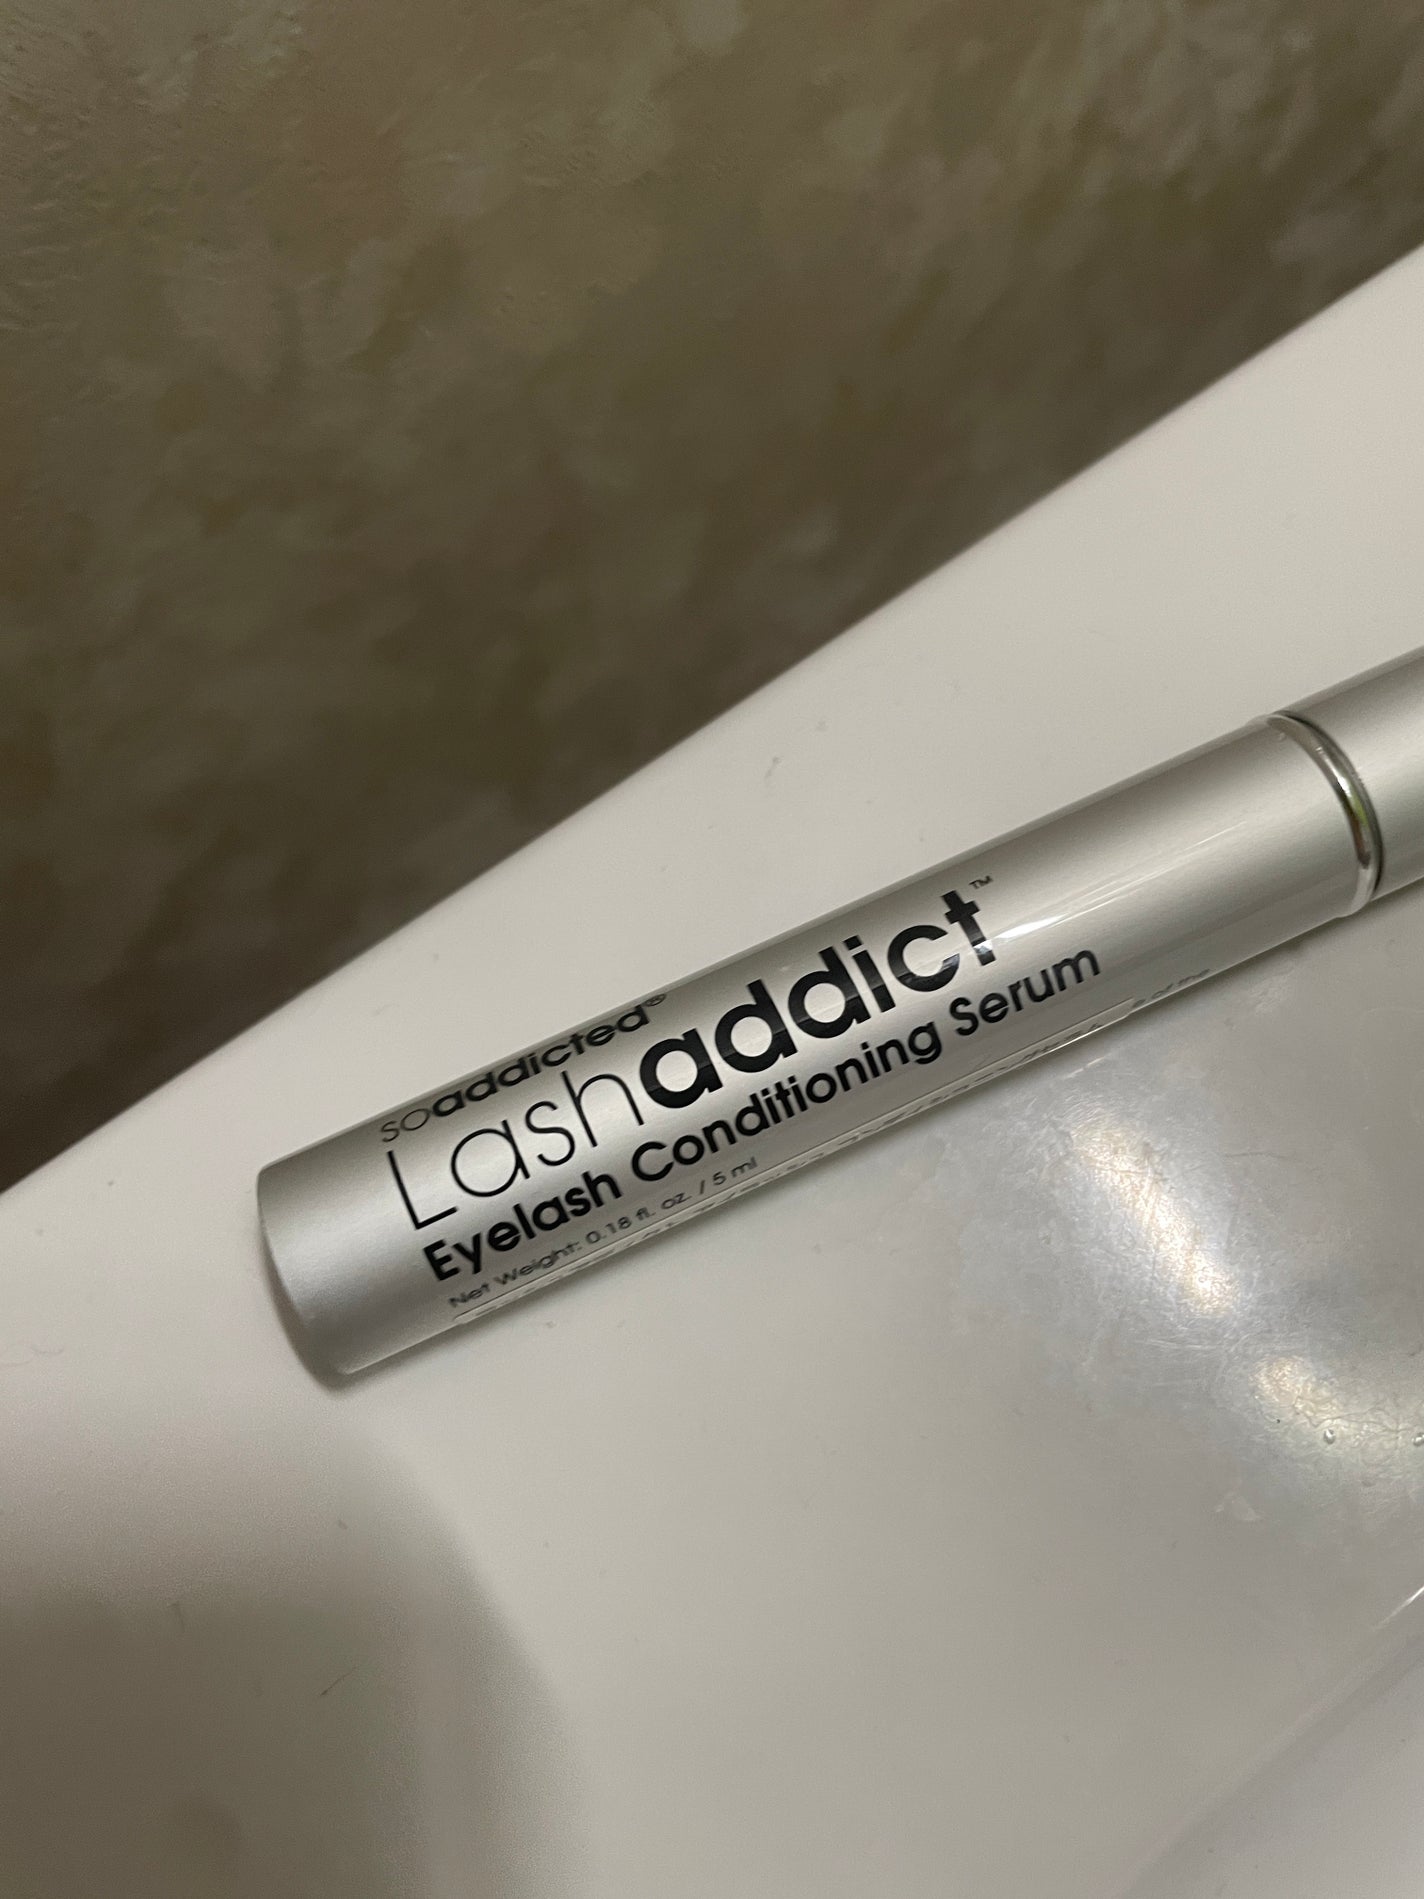 soaddicted®
Lashaddict™
Eyelash Conditioning Serum
Net Weight: 0.18 fl. oz. / 5 ml